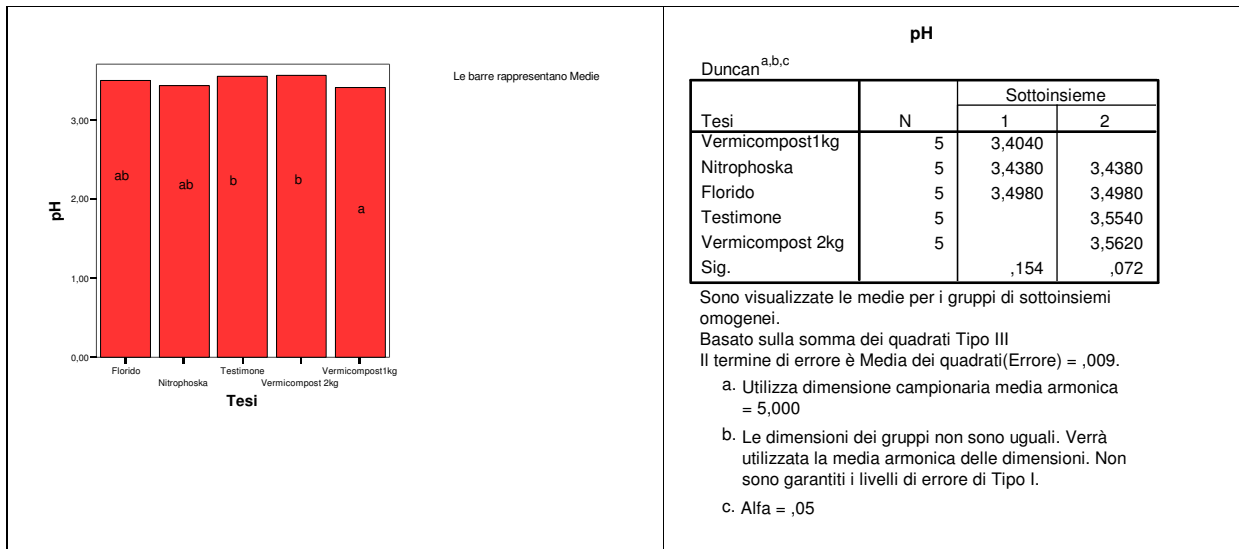 Le barre rappresentano Medie
3,00
2,00
1,00
0,00
pH
ab
ab
b
b
a
Florido
Nitrophoska
Testimone
Vermicompost 2kg
Vermicompost1kg
Tesi
pH
Duncan a,b,c
Tesi N Sottoinsieme
1 2
Vermicompost1kg 5 3,4040
Nitrophoska 5 3,4380 3,4380
Florido 5 3,4980 3,4980
Testimone 5 3,5540
Vermicompost 2kg 5 3,5620
Sig. ,154 ,072
Sono visualizzate le medie per i gruppi di sottoinsiemi
omogenei.
Basato sulla somma dei quadrati Tipo III
Il termine di errore è Media dei quadrati(Errore) = ,009.
a. Utilizza dimensione campionaria media armonica
= 5,000
b. Le dimensioni dei gruppi non sono uguali. Verrà
utilizzata la media armonica delle dimensioni. Non
sono garantiti i livelli di errore di Tipo I.
c. Alfa = ,05